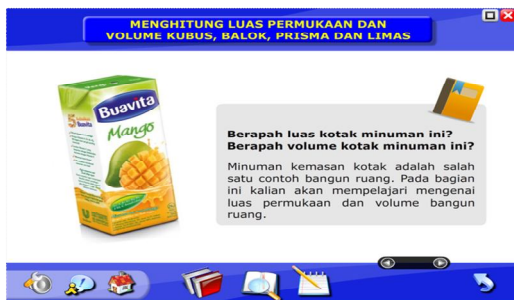 MENGHITUNG LUAS PERMUKAAN DAN
VOLUME KUBUS, BALOK, PRISMA DAN LIMAS
Buavita
Mango
Berapah luas kotak minuman ini?
Berapah volume kotak minuman ini?
Minuman kemasan kotak adalah salah
satu contoh bangun ruang. Pada bagian
ini kalian akan mempelajari mengenai
luas permukaan dan volume bangun
ruang.